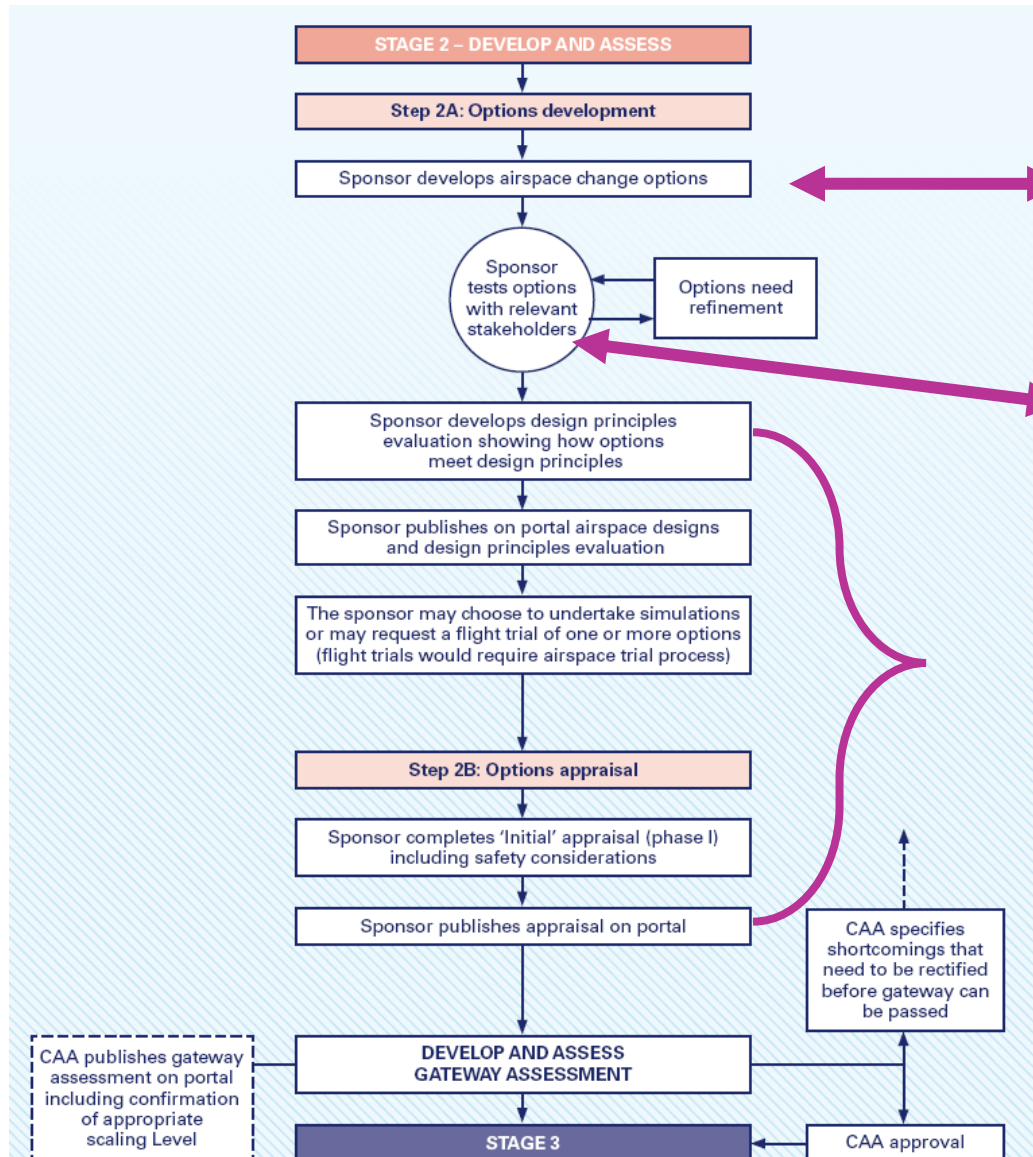 STAGE 2 – DEVELOP AND ASSESS
Step 2A: Options development
Sponsor develops airspace change options
Sponsor
tests options
with relevant
stakeholders
Options need
refinement
Sponsor develops design principles
evaluation showing how options
meet design principles
Sponsor publishes on portal airspace designs
and design principles evaluation
The sponsor may choose to undertake simulations
or may request a flight trial of one or more options
(flight trials would require airspace trial process)
Step 2B: Options appraisal
Sponsor completes ‘Initial’ appraisal (phase I)
including safety considerations
Sponsor publishes appraisal on portal
CAA specifies
shortcomings that
need to be rectified
before gateway can
be passed
CAA publishes gateway
assessment on portal
including confirmation
of appropriate
scaling Level
DEVELOP AND ASSESS
GATEWAY ASSESSMENT
STAGE 3
CAA approval